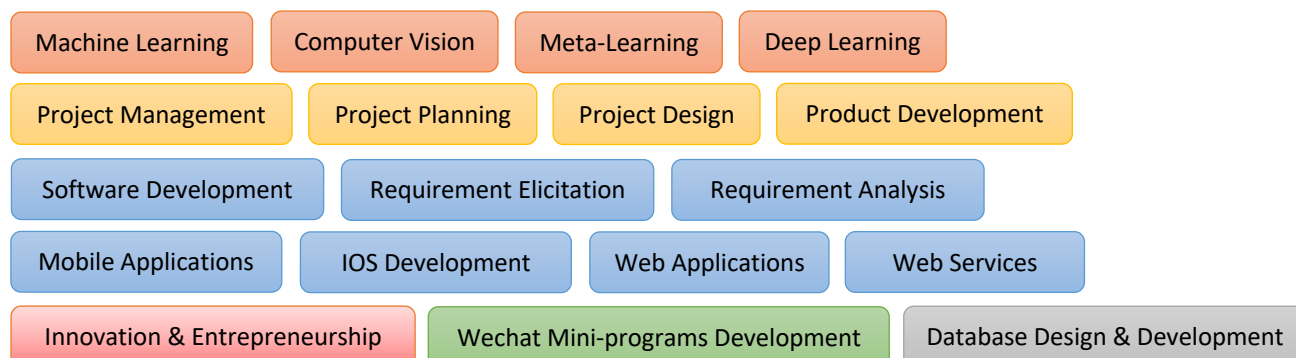 Machine Learning Computer Vision Meta-Learning Deep Learning
Project Management Project Planning Project Design Product Development
Software Development Requirement Elicitation Requirement Analysis
Mobile Applications IOS Development Web Applications Web Services
Innovation & Entrepreneurship Wechat Mini-programs Development Database Design & Development